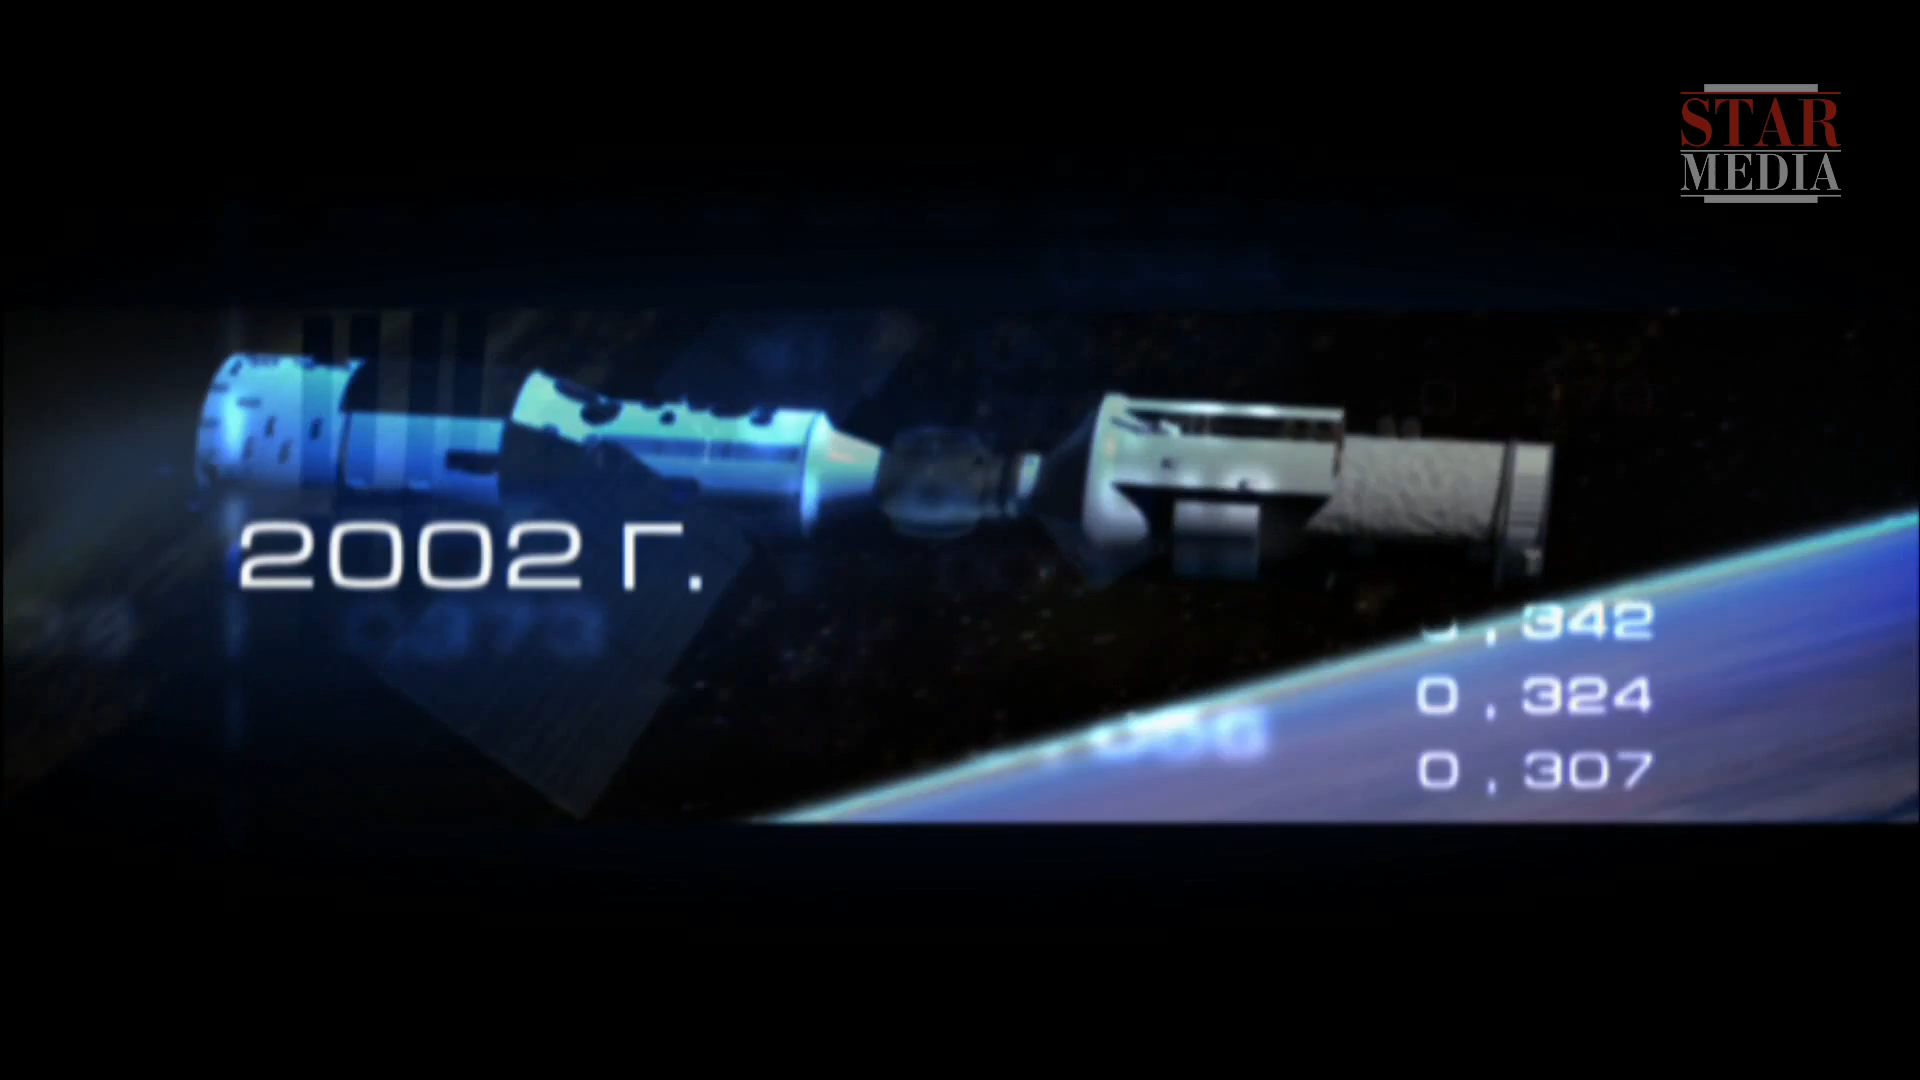 STAR
MEDIA
2002 Г.
, 342
0 , 324
0 , 307